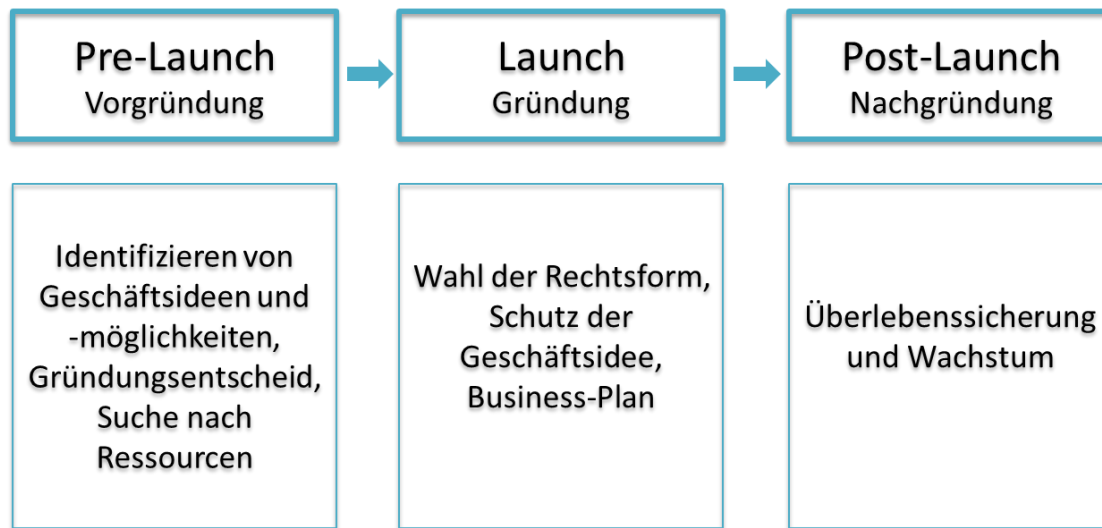 Pre-Launch
Vorgründung
Launch
Gründung
Post-Launch
Nachgründung
Identifizieren von
Geschäftsideen und
-möglichkeiten,
Gründungsentscheid,
Suche nach
Ressourcen
Wahl der Rechtsform,
Schutz der
Geschäftsidee,
Business-Plan
Überlebenssicherung
und Wachstum